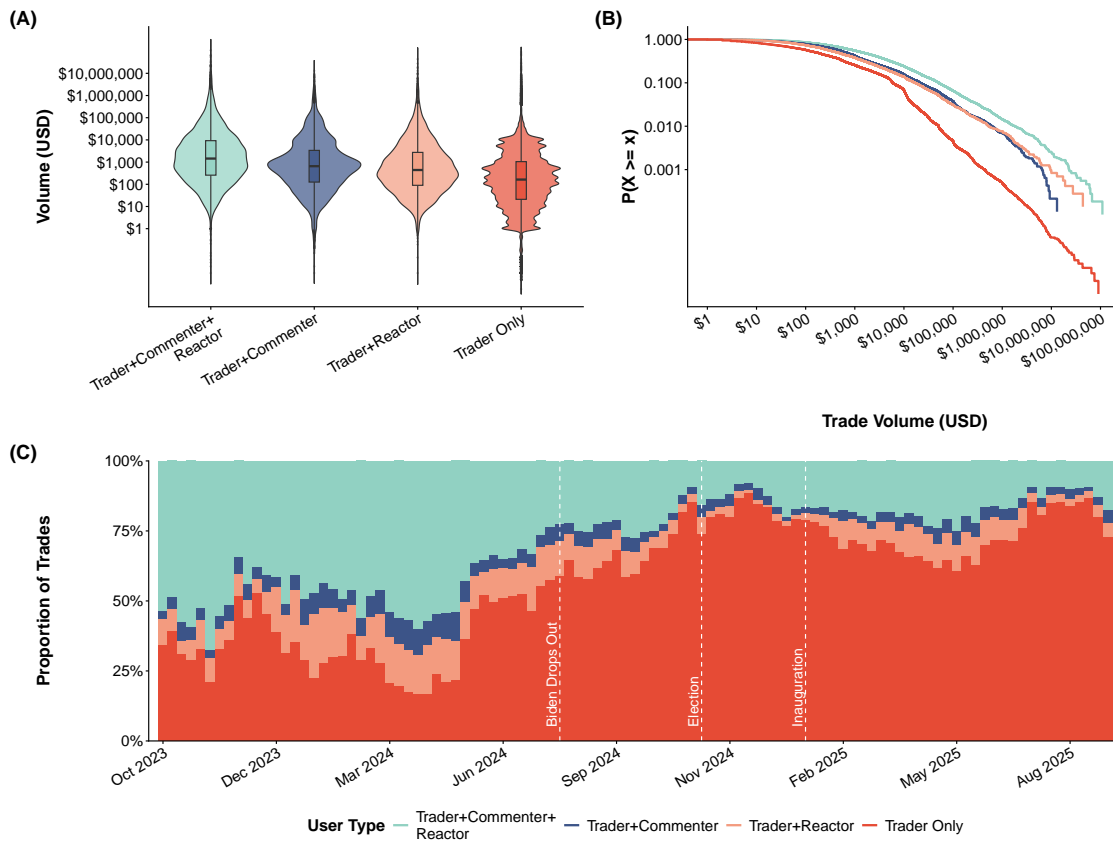 (A)
Volume (USD)
$10,000,000
$1,000,000
$100,000
$10,000
$1,000
$100
$10
$1
Trader+Commenter+
Reactor
Trader+Commenter
Trader+Reactor
Trader Only
(B)
P(X >= x)
1.000
0.100
0.010
0.001
$1
$10
$100
$1,000
$10,000
$100,000
$1,000,000
$10,000,000
$100,000,000
Trade Volume (USD)
(C)
Proportion of Trades
100%
75%
50%
25%
0%
Biden Drops Out
Election
Inauguration
Oct 2023
Dec 2023
Mar 2024
Jun 2024
Sep 2024
Nov 2024
Feb 2025
May 2025
Aug 2025
User Type
Trader+Commenter+
Reactor
Trader+Commenter
Trader+Reactor
Trader Only